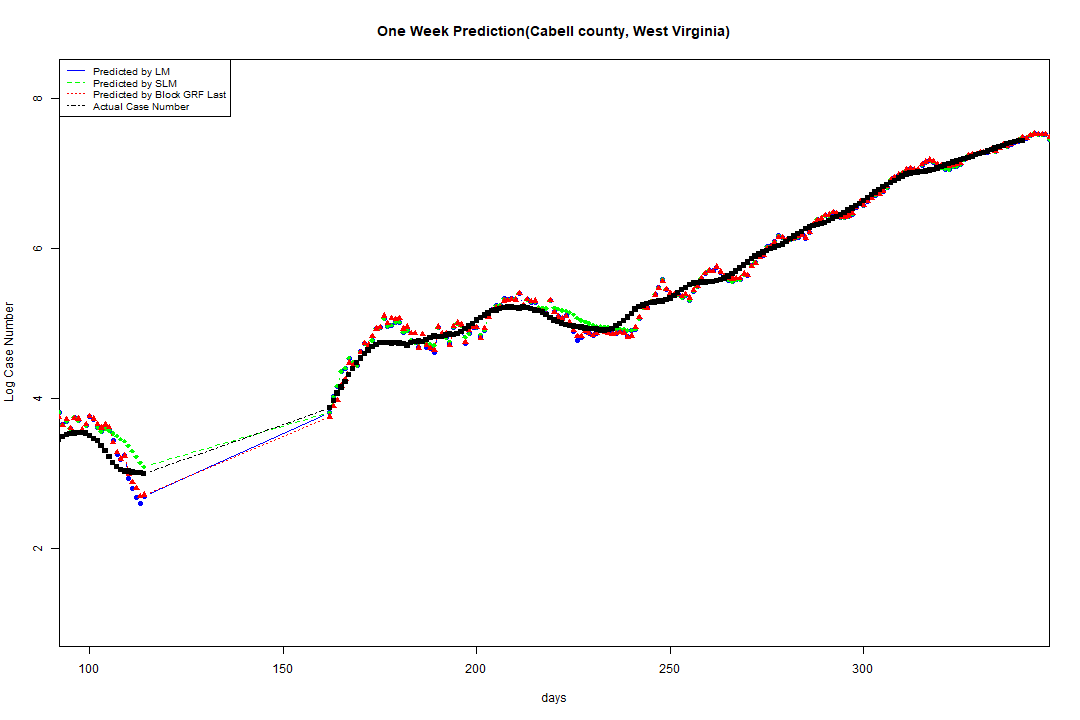 One Week Prediction(Cabell county, West Virginia)
Predicted by LM
Predicted by SLM
Predicted by Block GRF Last
Actual Case Number
8
6
4
2
Log Case Number
100 150 200 250 300
days